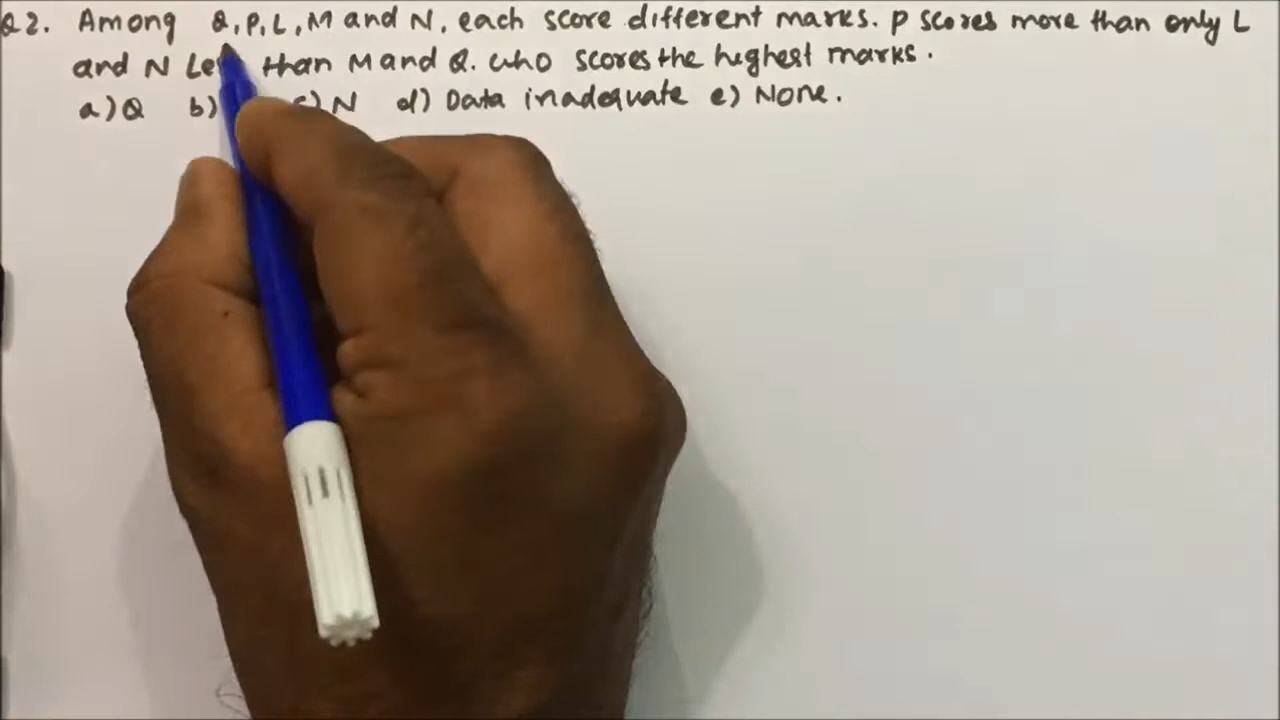 Q2. Among Q, P, L, M and N, each score different marks. P scores more than only L
and N than M and Q. who scores the highest marks.
a) Q b) c) N d) Data inadequate e) None.